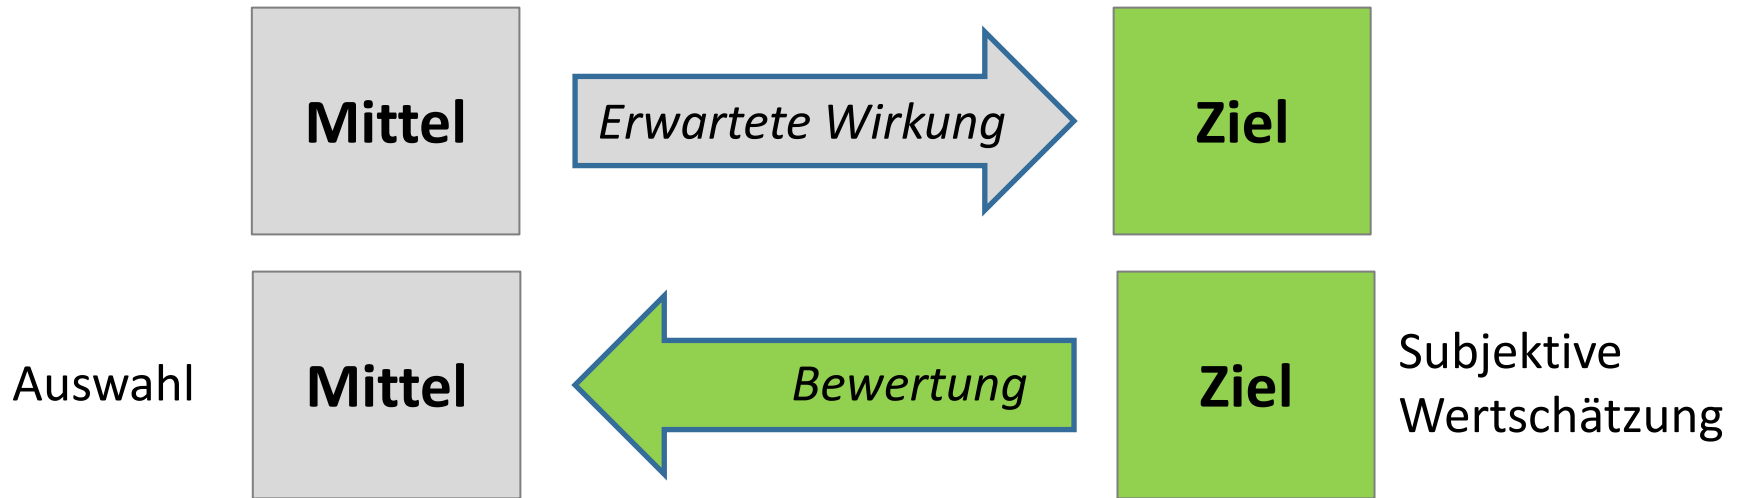 Mittel
Erwartete Wirkung
Ziel
Auswahl
Mittel
Bewertung
Ziel
Subjektive
Wertschätzung